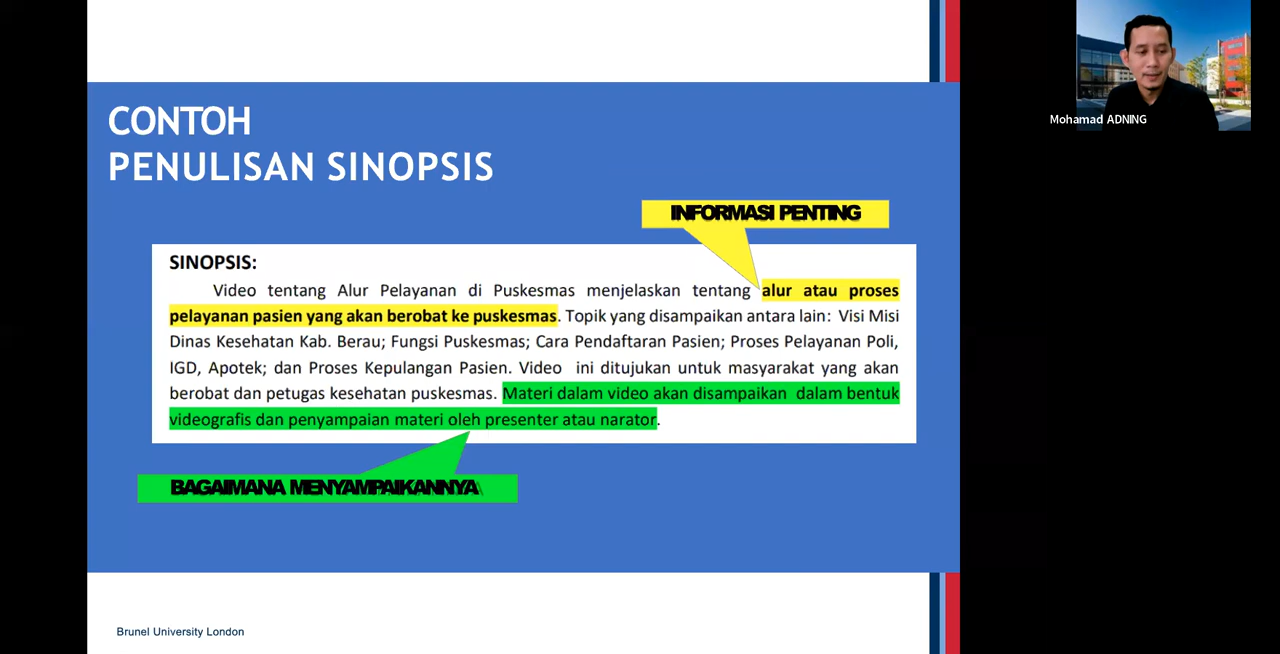 CONTOH
PENULISAN SINOPSIS
INFORMASI PENTING
SINOPSIS:
Video tentang Alur Pelayanan di Puskesmas menjelaskan tentang alur atau proses
pelayanan pasien yang akan berobat ke puskesmas. Topik yang disampaikan antara lain: Visi Misi
Dinas Kesehatan Kab. Berau; Fungsi Puskesmas; Cara Pendaftaran Pasien; Proses Pelayanan Poli,
IGD, Apotek; dan Proses Kepulangan Pasien. Video ini ditujukan untuk masyarakat yang akan
berobat dan petugas kesehatan puskesmas. Materi dalam video akan disampaikan dalam bentuk
videografis dan penyampaian materi oleh presenter atau narator.
BAGAIMANA MENYAMPAIKANNYA
Brunel University London
Mohamad ADNING